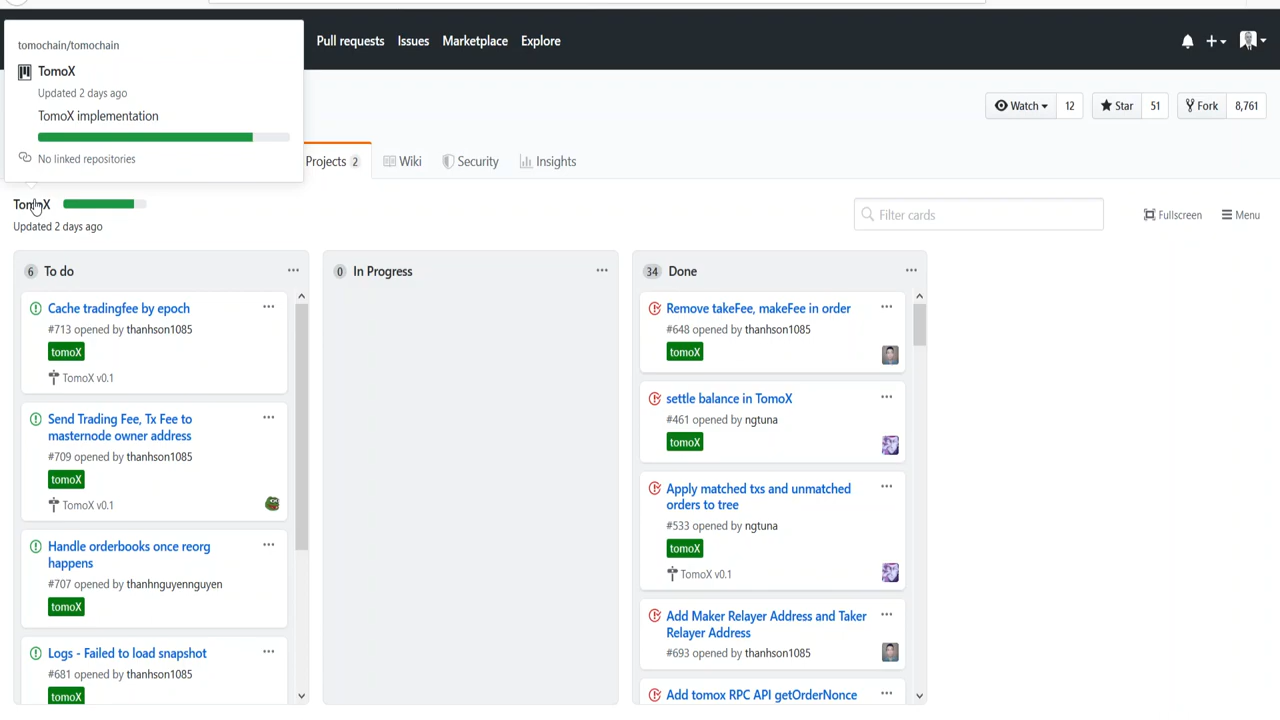 Pull requests Issues Marketplace Explore
tomochain/tomochain
TomoX
Updated 2 days ago
TomoX implementation
No linked repositories
Watch 12 Star 51 Fork 8,761
Projects 2 Wiki Security Insights
TomoX
Updated 2 days ago
Filter cards
Fullscreen Menu
6 To do
Cache tradingfee by epoch
#713 opened by thanhson1085
tomoX
TomoX v0.1
Send Trading Fee, Tx Fee to
masternode owner address
#709 opened by thanhson1085
tomoX
TomoX v0.1
Handle orderbooks once reorg
happens
#707 opened by thanhnguyennguyen
tomoX
Logs - Failed to load snapshot
#681 opened by thanhson1085
tomoX
0 In Progress
34 Done
Remove takeFee, makeFee in order
#648 opened by thanhson1085
tomoX
settle balance in TomoX
#461 opened by ngtuna
tomoX
Apply matched txs and unmatched
orders to tree
#533 opened by ngtuna
tomoX
TomoX v0.1
Add Maker Relayer Address and Taker
Relayer Address
#693 opened by thanhson1085
Add tomox RPC API getOrderNonce